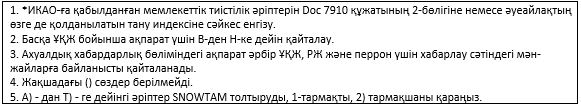 1. *ИКАО-ға қабылданған мемлекеттік тиістілік әріптерін Doc 7910 құжатының 2-бөлігіне немесе әуеайлақтың
өзге де қолданылатын тану индексіне сәйкес енгізу.
2. Басқа ҰҚЖ бойынша ақпарат үшін B-ден H-ке дейін қайталау.
3. Ахуалдық хабардарлық бөліміндегі ақпарат әрбір ҰҚЖ, РЖ және перрон үшін хабарлау сәтіндегі мән-
жайларға байланысты қайталанады.
4. Жақшадағы () сөздер берілмейді.
5. А) - дан Т) - ге дейінгі әріптер SNOWTAM толтыруды, 1-тармақты, 2) тармақшаны қараңыз.